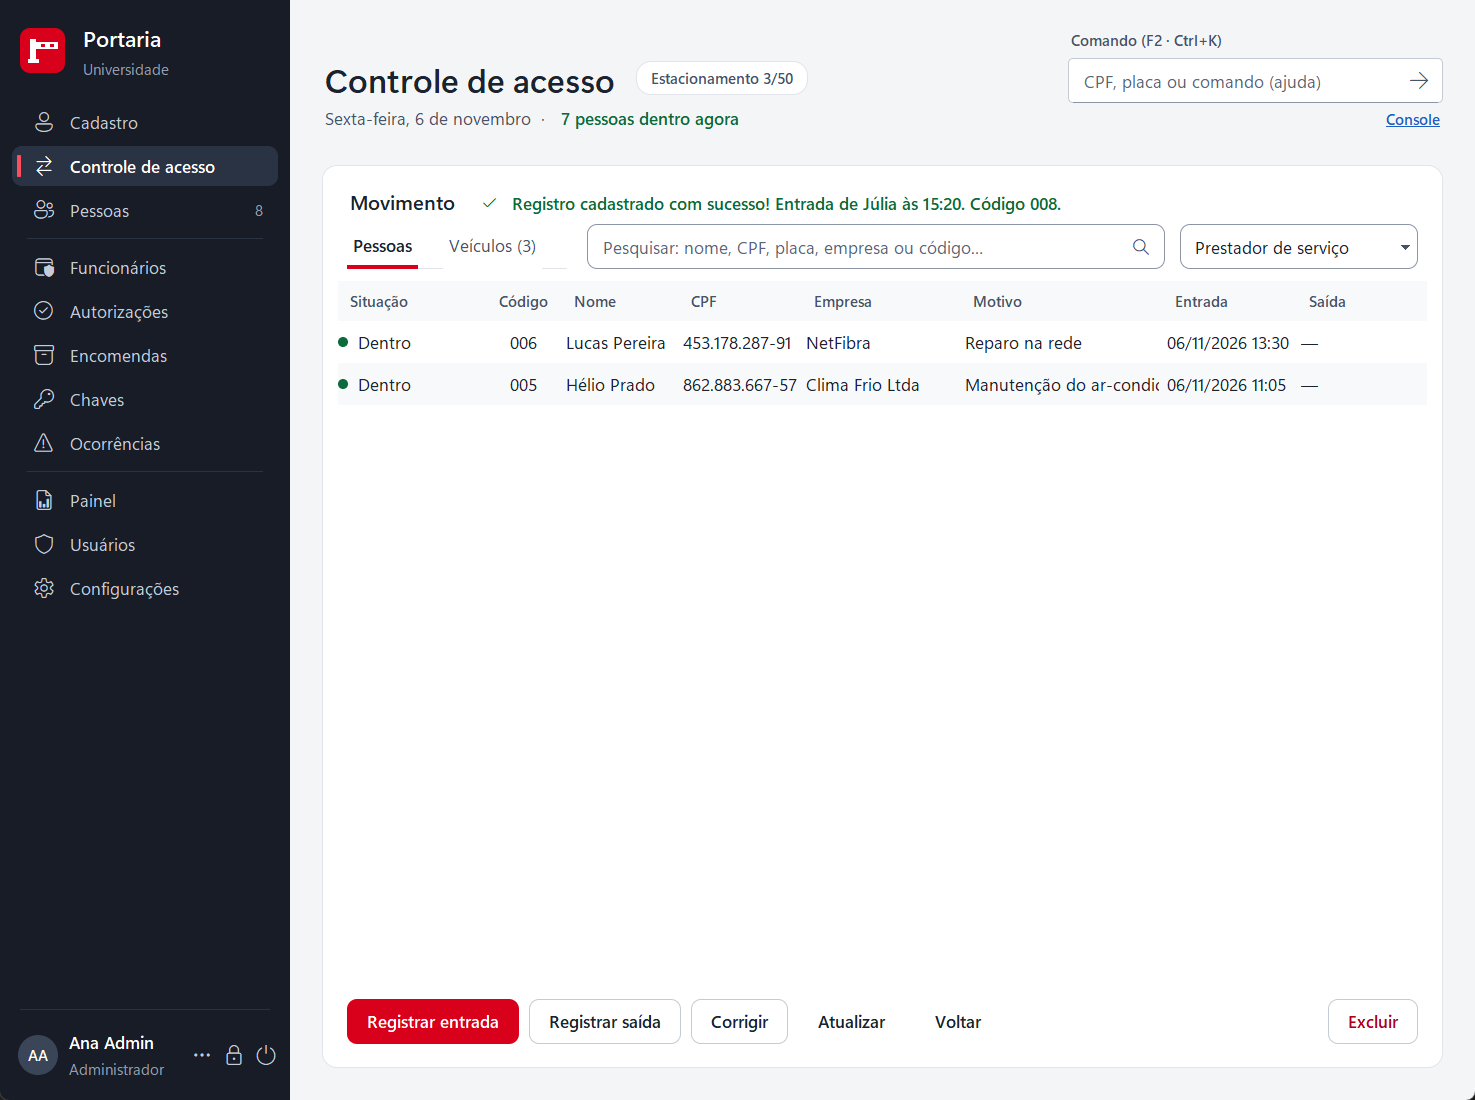 Portaria
Universidade
Cadastro
Controle de acesso
Pessoas 8
Funcionários
Autorizações
Encomendas
Chaves
Ocorrências
Painel
Usuários
Configurações
AA
Ana Admin
Administrador
Controle de acesso
Estacionamento 3/50
Sexta-feira, 6 de novembro · 7 pessoas dentro agora
Comando (F2 · Ctrl+K)
CPF, placa ou comando (ajuda)
Console
Movimento
Registro cadastrado com sucesso! Entrada de Júlia às 15:20. Código 008.
Pessoas
Veículos (3)
Pesquisar: nome, CPF, placa, empresa ou código...
Prestador de serviço
Situação Código Nome CPF Empresa Motivo Entrada Saída
Dentro 006 Lucas Pereira 453.178.287-91 NetFibra Reparo na rede 06/11/2026 13:30 —
Dentro 005 Hélio Prado 862.883.667-57 Clima Frio Ltda Manutenção do ar-condic 06/11/2026 11:05 —
Registrar entrada
Registrar saída
Corrigir
Atualizar
Voltar
Excluir